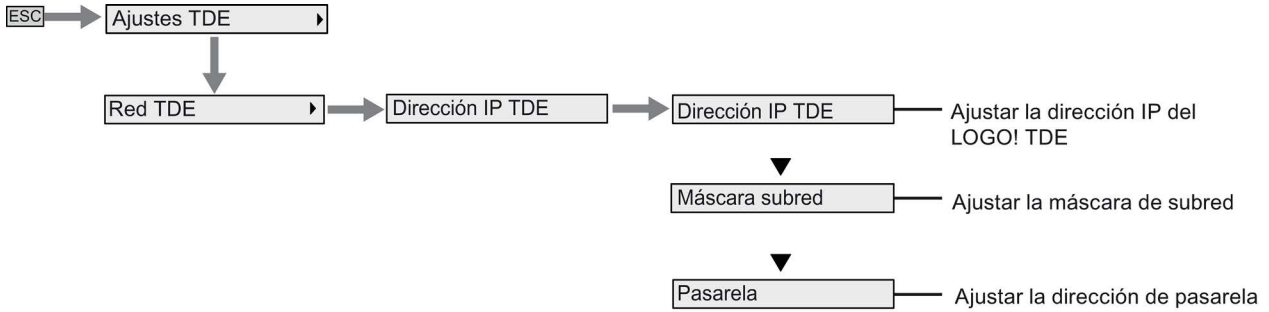 ESC
Ajustes TDE
Red TDE
Dirección IP TDE
Dirección IP TDE
Ajustar la dirección IP del
LOGO! TDE
Máscara subred
Ajustar la máscara de subred
Pasarela
Ajustar la dirección de pasarela